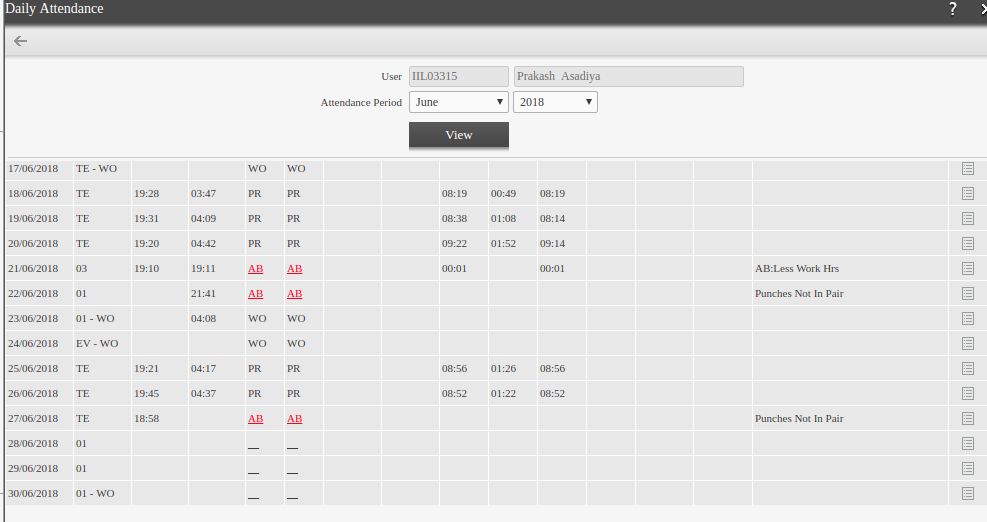 Daily Attendance ?
User IIL03315 Prakash Asadiya
Attendance Period June 2018
View
17/06/2018 TE - WO WO WO
18/06/2018 TE 19:28 03:47 PR PR 08:19 00:49 08:19
19/06/2018 TE 19:31 04:09 PR PR 08:38 01:08 08:14
20/06/2018 TE 19:20 04:42 PR PR 09:22 01:52 09:14
21/06/2018 03 19:10 19:11 AB AB 00:01 00:01 AB:Less Work Hrs
22/06/2018 01 21:41 AB AB Punches Not In Pair
23/06/2018 01 - WO 04:08 WO WO
24/06/2018 EV - WO WO WO
25/06/2018 TE 19:21 04:17 PR PR 08:56 01:26 08:56
26/06/2018 TE 19:45 04:37 PR PR 08:52 01:22 08:52
27/06/2018 TE 18:58 AB AB Punches Not In Pair
28/06/2018 01 __ __
29/06/2018 01 __ __
30/06/2018 01 - WO __ __